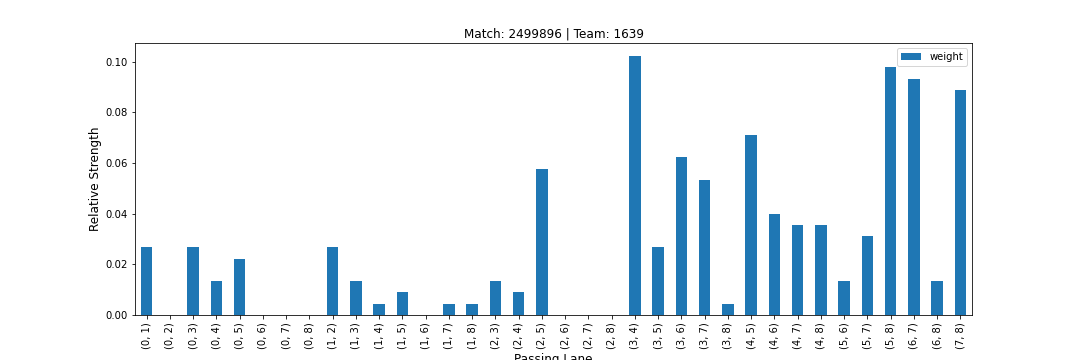 Match: 2499896 | Team: 1639
weight
Relative Strength
0.10
0.08
0.06
0.04
0.02
0.00
(0, 1) (0, 2) (0, 3) (0, 4) (0, 5) (0, 6) (0, 7) (0, 8) (1, 2) (1, 3) (1, 4) (1, 5) (1, 6) (1, 7) (1, 8) (2, 3) (2, 4) (2, 5) (2, 6) (2, 7) (2, 8) (3, 4) (3, 5) (3, 6) (3, 7) (3, 8) (4, 5) (4, 6) (4, 7) (4, 8) (5, 6) (5, 7) (5, 8) (6, 7) (6, 8) (7, 8)
Passing Lane